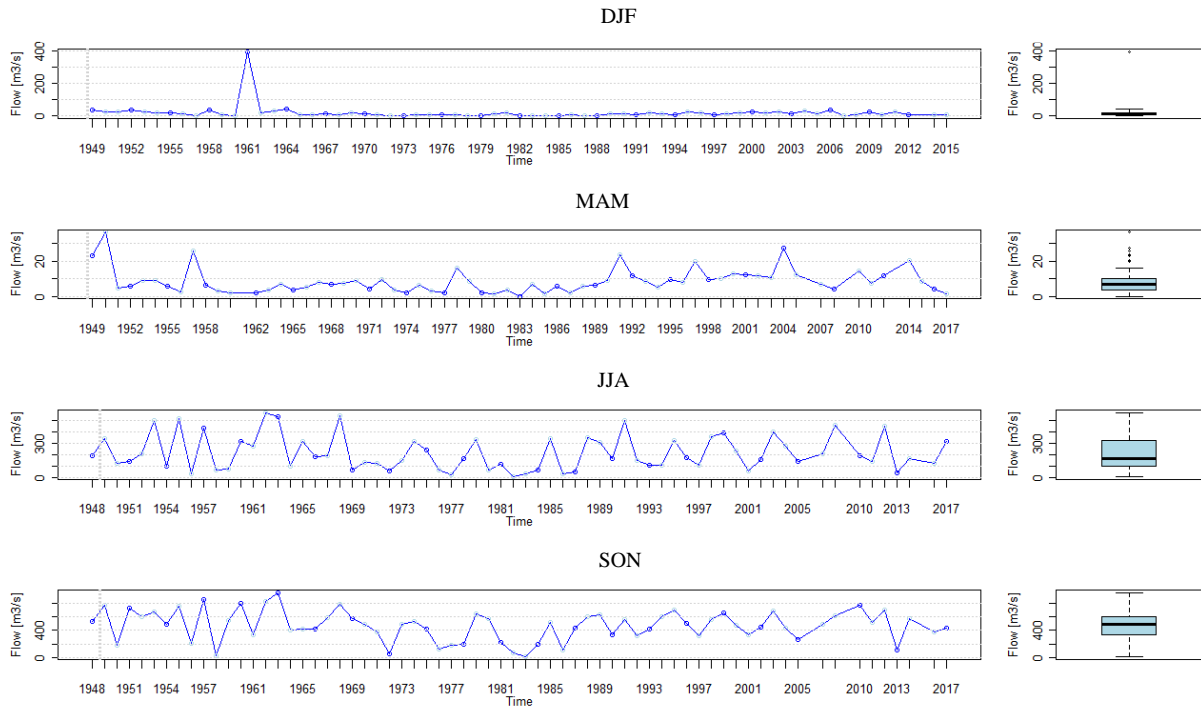 DJF
Flow [m3/s]
0 200 400
1949 1952 1955 1958 1961 1964 1967 1970 1973 1976 1979 1982 1985 1988 1991 1994 1997 2000 2003 2006 2009 2012 2015
Time
Flow [m3/s]
0 200 400
MAM
Flow [m3/s]
0 20
1949 1952 1955 1958 1962 1965 1968 1971 1974 1977 1980 1983 1986 1989 1992 1995 1998 2001 2004 2007 2010 2014 2017
Time
Flow [m3/s]
0 20
JJA
Flow [m3/s]
0 300
1948 1951 1954 1957 1961 1965 1969 1973 1977 1981 1985 1989 1993 1997 2001 2005 2010 2013 2017
Time
Flow [m3/s]
0 300
SON
Flow [m3/s]
0 400
1948 1951 1954 1957 1961 1965 1969 1973 1977 1981 1985 1989 1993 1997 2001 2005 2010 2013 2017
Time
Flow [m3/s]
0 400